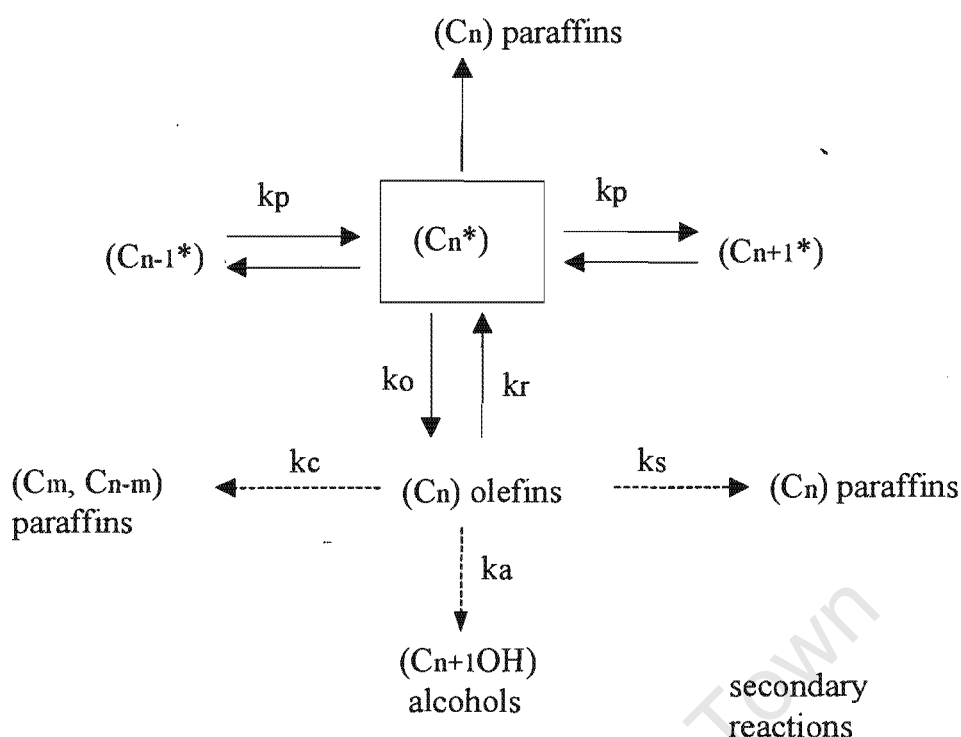 (Cn) paraffins
kp
kp
(Cn-1*)
(Cn*)
(Cn+1*)
ko
kr
(Cm, Cn-m)
paraffins
kc
(Cn) olefins
ks
(Cn) paraffins
ka
(Cn+1OH)
alcohols
secondary
reactions
Town